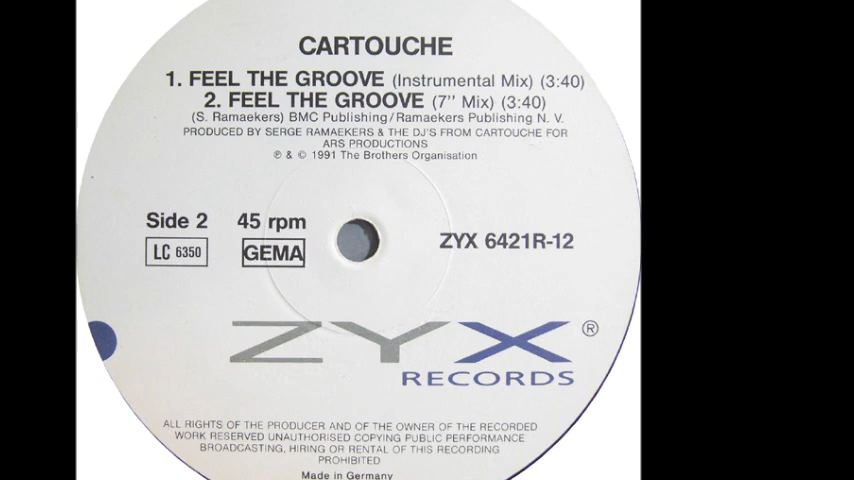 CARTOUCHE
1. FEEL THE GROOVE (Instrumental Mix) (3:40)
2. FEEL THE GROOVE (7'' Mix) (3:40)
(S. Ramaekers) BMC Publishing/Ramaekers Publishing N. V.
PRODUCED BY SERGE RAMAEKERS & THE DJ'S FROM CARTOUCHE FOR
ARS PRODUCTIONS
℗ & © 1991 The Brothers Organisation
Side 2 45 rpm
ZYX 6421R-12
LC 6350 GEMA
ZYX ®
RECORDS
ALL RIGHTS OF THE PRODUCER AND OF THE OWNER OF THE RECORDED
WORK RESERVED UNAUTHORISED COPYING PUBLIC PERFORMANCE
BROADCASTING, HIRING OR RENTAL OF THIS RECORDING
PROHIBITED
Made in Germany